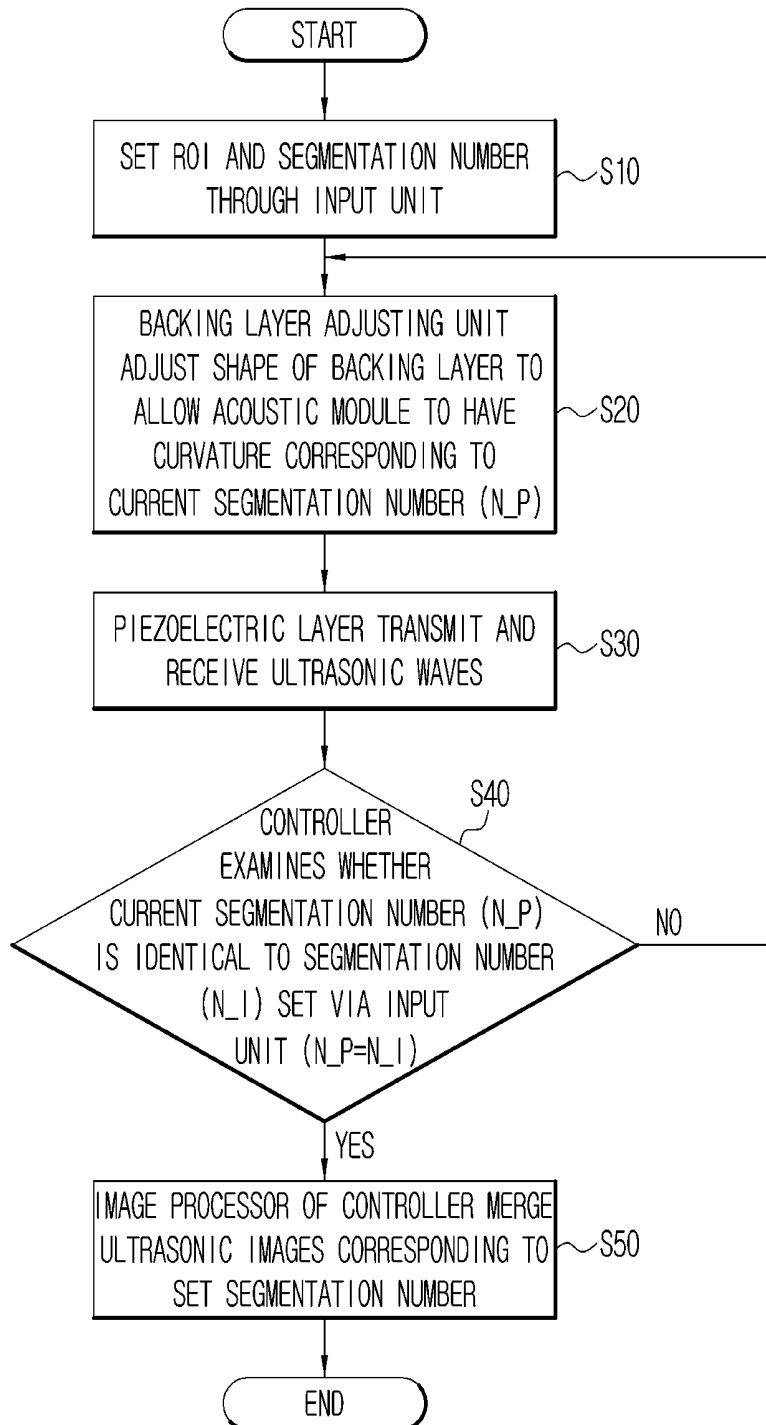 START
SET ROI AND SEGMENTATION NUMBER
THROUGH INPUT UNIT
S10
BACKING LAYER ADJUSTING UNIT
ADJUST SHAPE OF BACKING LAYER TO
ALLOW ACOUSTIC MODULE TO HAVE
CURVATURE CORRESPONDING TO
CURRENT SEGMENTATION NUMBER (N_P)
S20
PIEZOELECTRIC LAYER TRANSMIT AND
RECEIVE ULTRASONIC WAVES
S30
S40
CONTROLLER
EXAMINES WHETHER
CURRENT SEGMENTATION NUMBER (N_P)
IS IDENTICAL TO SEGMENTATION NUMBER
(N_I) SET VIA INPUT
UNIT (N_P=N_I)
NO
YES
IMAGE PROCESSOR OF CONTROLLER MERGE
ULTRASONIC IMAGES CORRESPONDING TO
SET SEGMENTATION NUMBER
S50
END